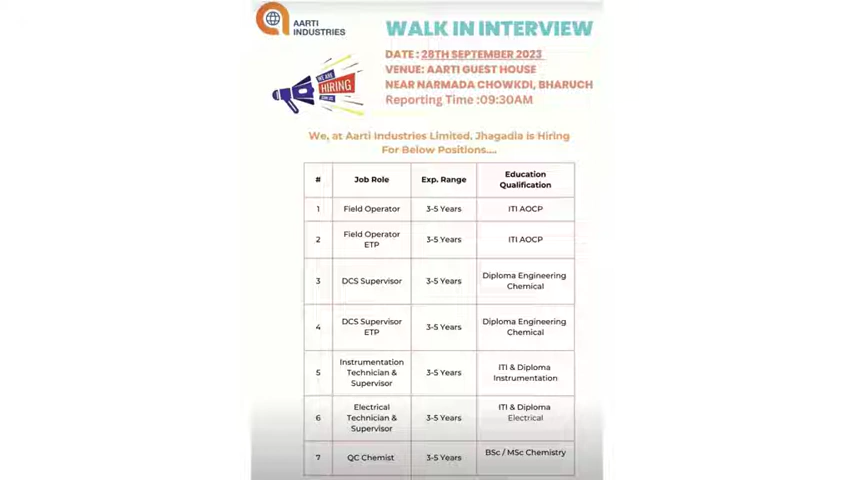 AARTI
INDUSTRIES
WALK IN INTERVIEW
DATE : 28TH SEPTEMBER 2023
VENUE: AARTI GUEST HOUSE
NEAR NARMADA CHOWKDI, BHARUCH
Reporting Time :09:30AM
WE ARE
HIRING
JOIN US
We, at Aarti Industries Limited, Jhagadia is Hiring
For Below Positions....
# Job Role Exp. Range Education Qualification
1 Field Operator 3-5 Years ITI AOCP
2 Field Operator ETP 3-5 Years ITI AOCP
3 DCS Supervisor 3-5 Years Diploma Engineering Chemical
4 DCS Supervisor ETP 3-5 Years Diploma Engineering Chemical
5 Instrumentation Technician & Supervisor 3-5 Years ITI & Diploma Instrumentation
6 Electrical Technician & Supervisor 3-5 Years ITI & Diploma Electrical
7 QC Chemist 3-5 Years BSc / MSc Chemistry